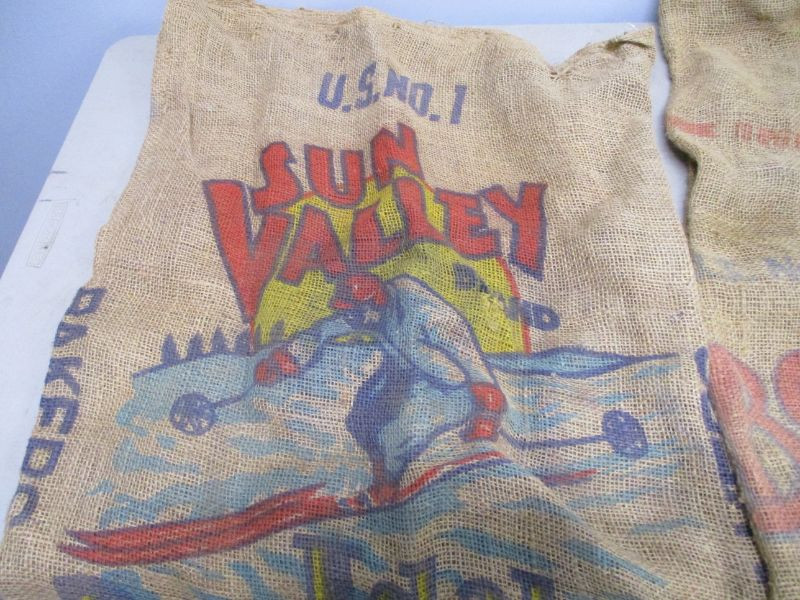 U.S. NO. 1
SUN
VALLEY
BRAND
BAKERS